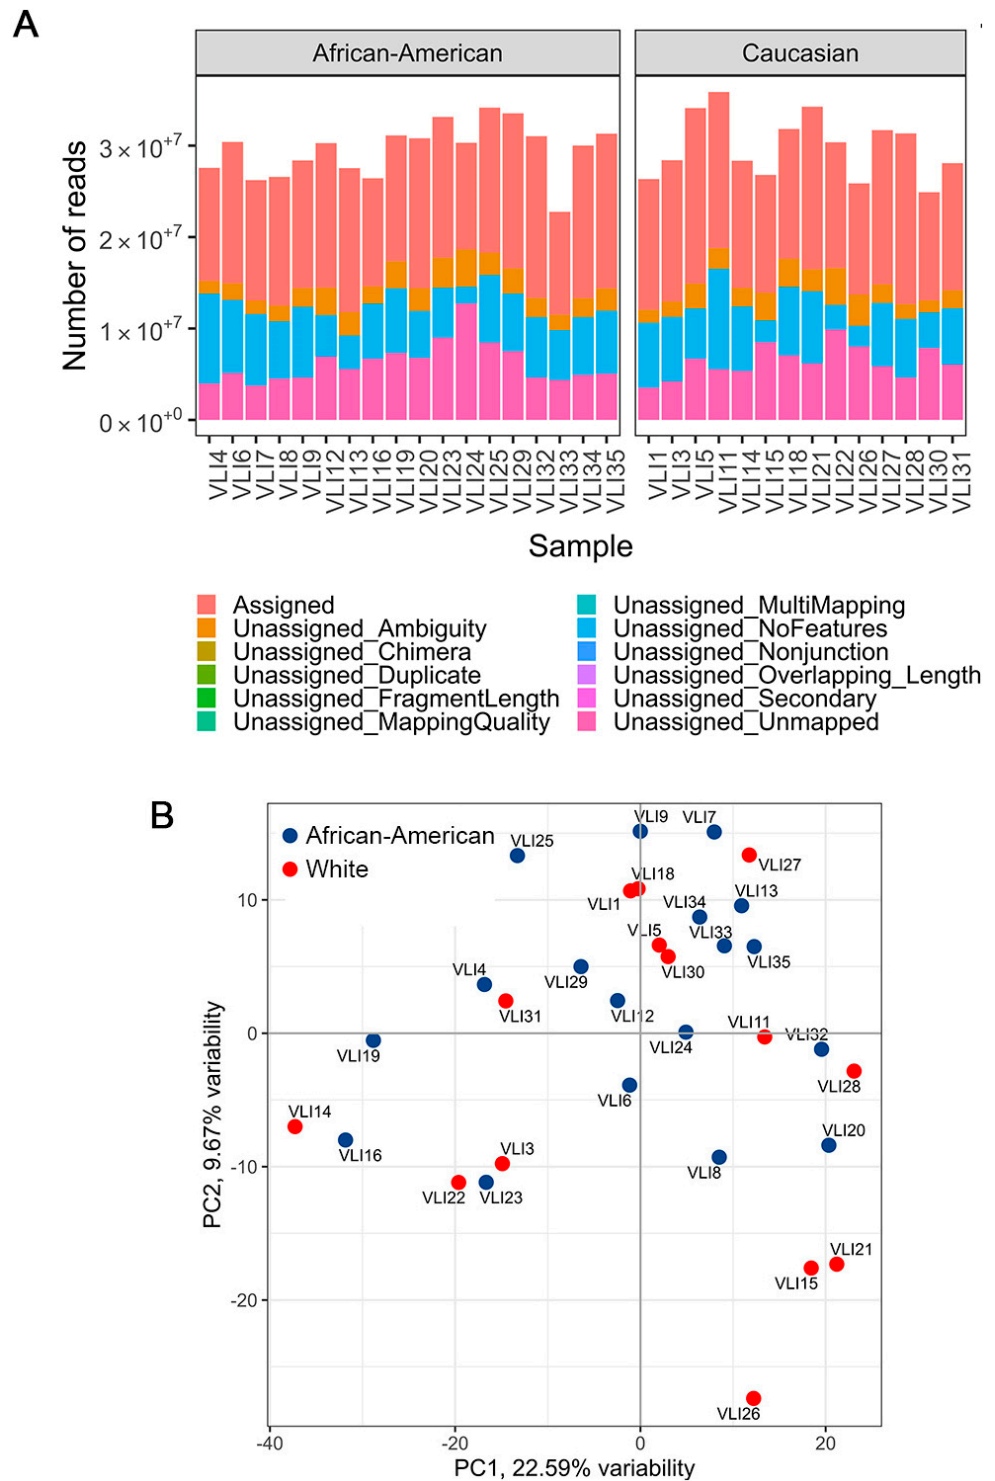 A
African-American Caucasian
Number of reads
3 × 10+7
2 × 10+7
1 × 10+7
0 × 10+0
VLI4 VLI6 VLI7 VLI8 VLI9 VLI12 VLI13 VLI16 VLI19 VLI20 VLI23 VLI24 VLI25 VLI29 VLI32 VLI33 VLI34 VLI35 VLI1 VLI3 VLI5 VLI11 VLI14 VLI15 VLI18 VLI21 VLI22 VLI26 VLI27 VLI28 VLI30 VLI31
Sample
Assigned Unassigned_MultiMapping
Unassigned_Ambiguity Unassigned_NoFeatures
Unassigned_Chimera Unassigned_Nonjunction
Unassigned_Duplicate Unassigned_Overlapping_Length
Unassigned_FragmentLength Unassigned_Secondary
Unassigned_MappingQuality Unassigned_Unmapped
B
African-American
White
VLI9 VLI7
VLI25
VLI27
VLI18
VLI13
VLI1
VLI34
VLI5 VLI33
VLI30 VLI35
VLI4 VLI29
VLI31 VLI12
VLI11
VLI32
VLI24
VLI19
VLI28
VLI6
VLI14
VLI20
VLI16 VLI3
VLI8
VLI22 VLI23
VLI21
VLI15
VLI26
10
0
-10
-20
PC2, 9.67% variability
-40 -20 0 20
PC1, 22.59% variability